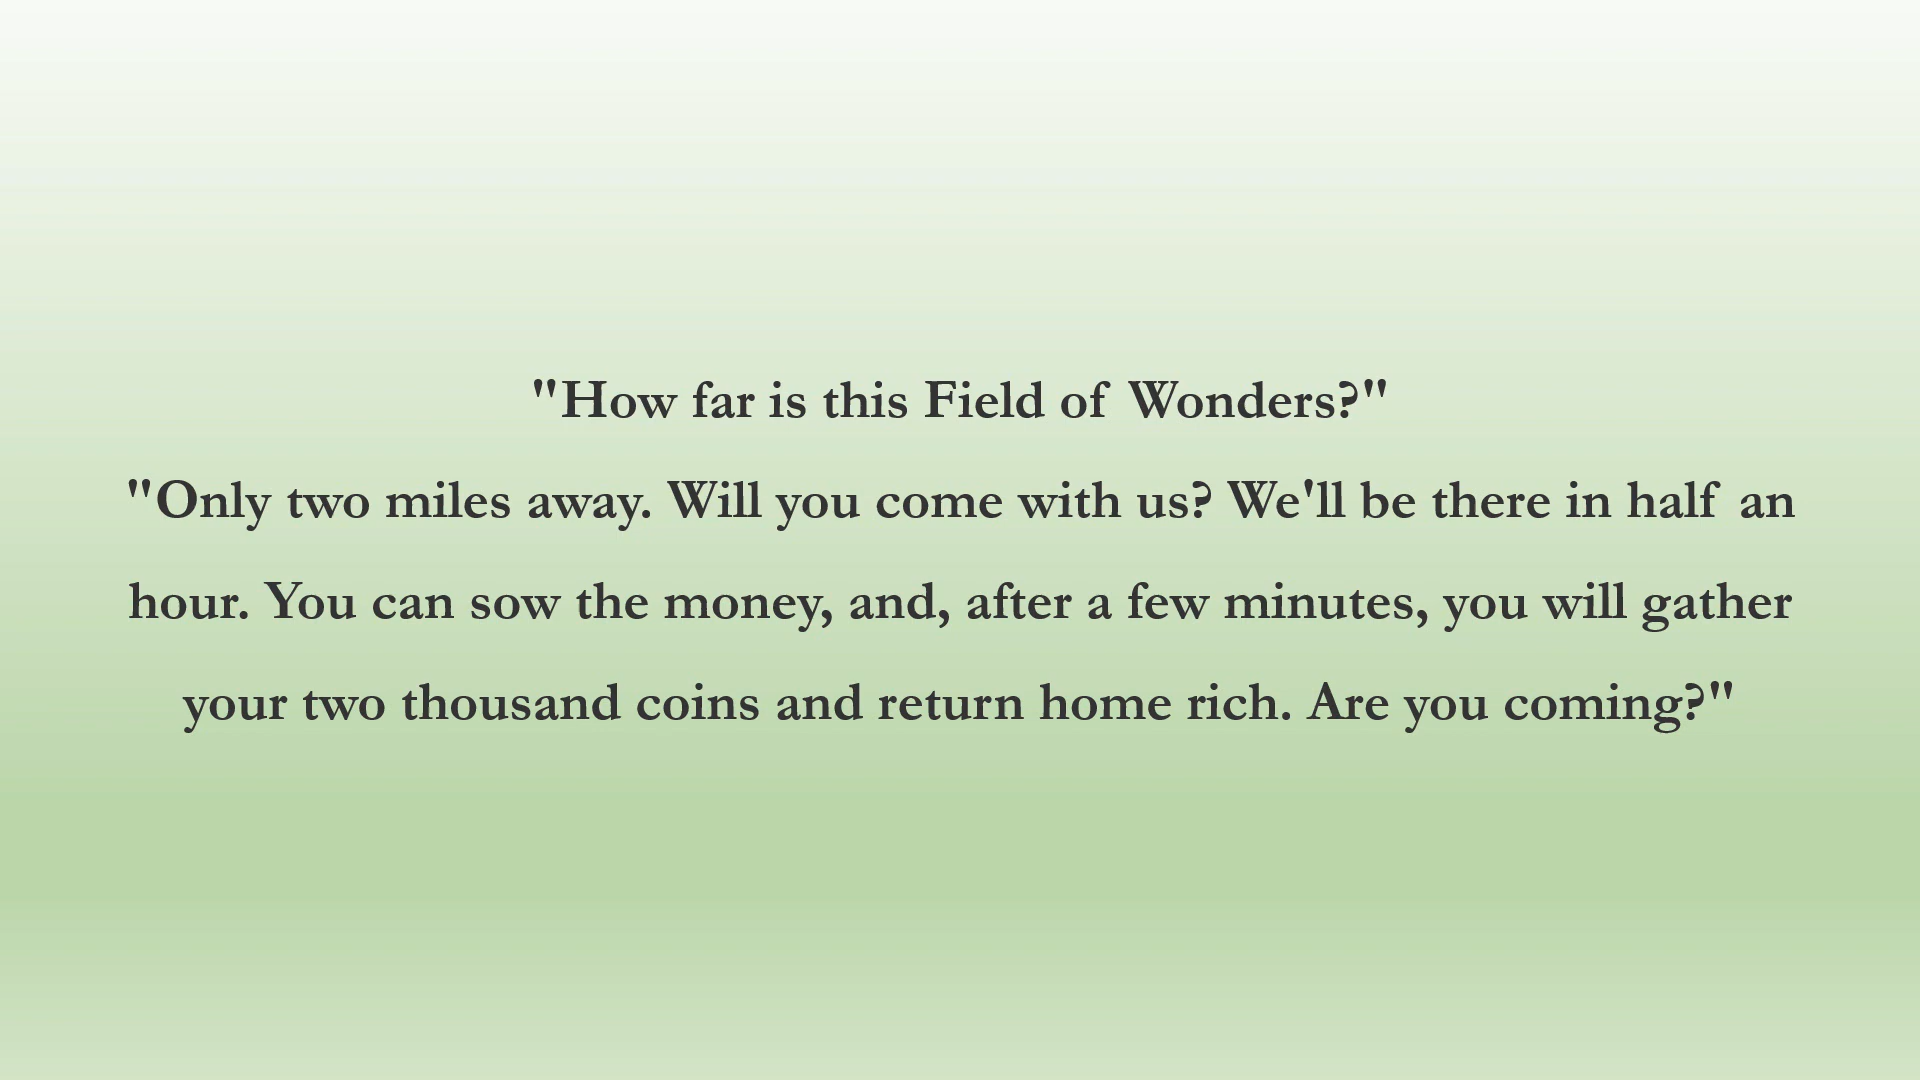 "How far is this Field of Wonders?"
"Only two miles away. Will you come with us? We'll be there in half an
hour. You can sow the money, and, after a few minutes, you will gather
your two thousand coins and return home rich. Are you coming?"